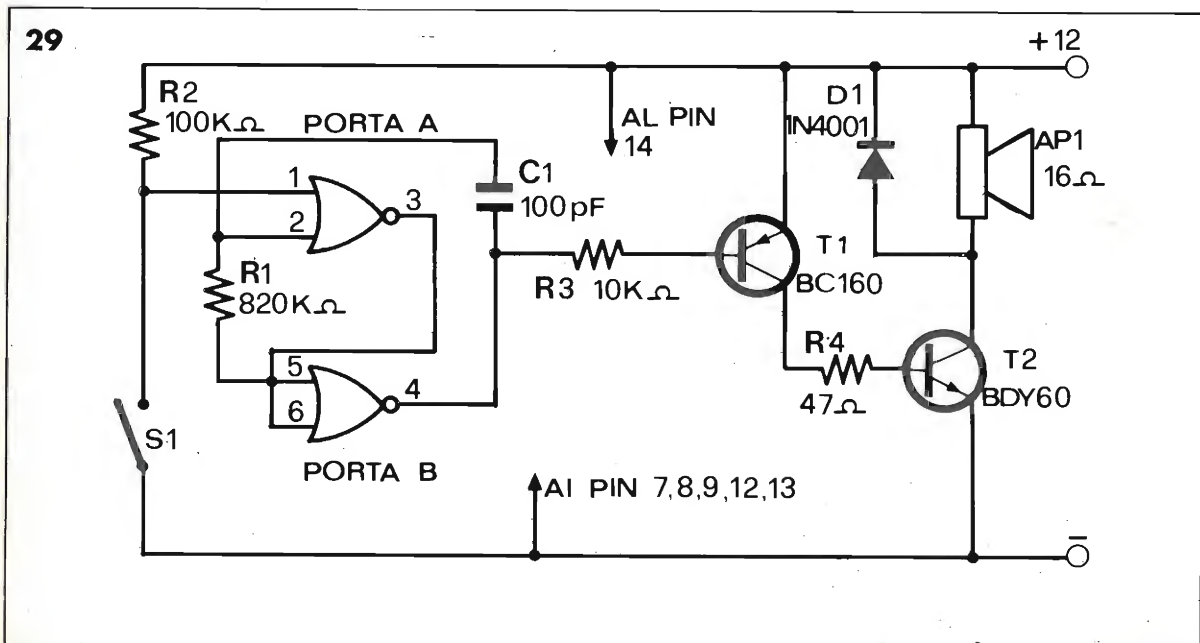 29
+12
R2
100KΩ
PORTA A
AL PIN
14
D1
1N4001
AP1
16Ω
1
2
3
C1
100pF
R1
820KΩ
R3 10KΩ
T1
BC160
5
6
4
R4
47Ω
T2
BDY60
S1
PORTA B
AI PIN 7,8,9,12,13
−